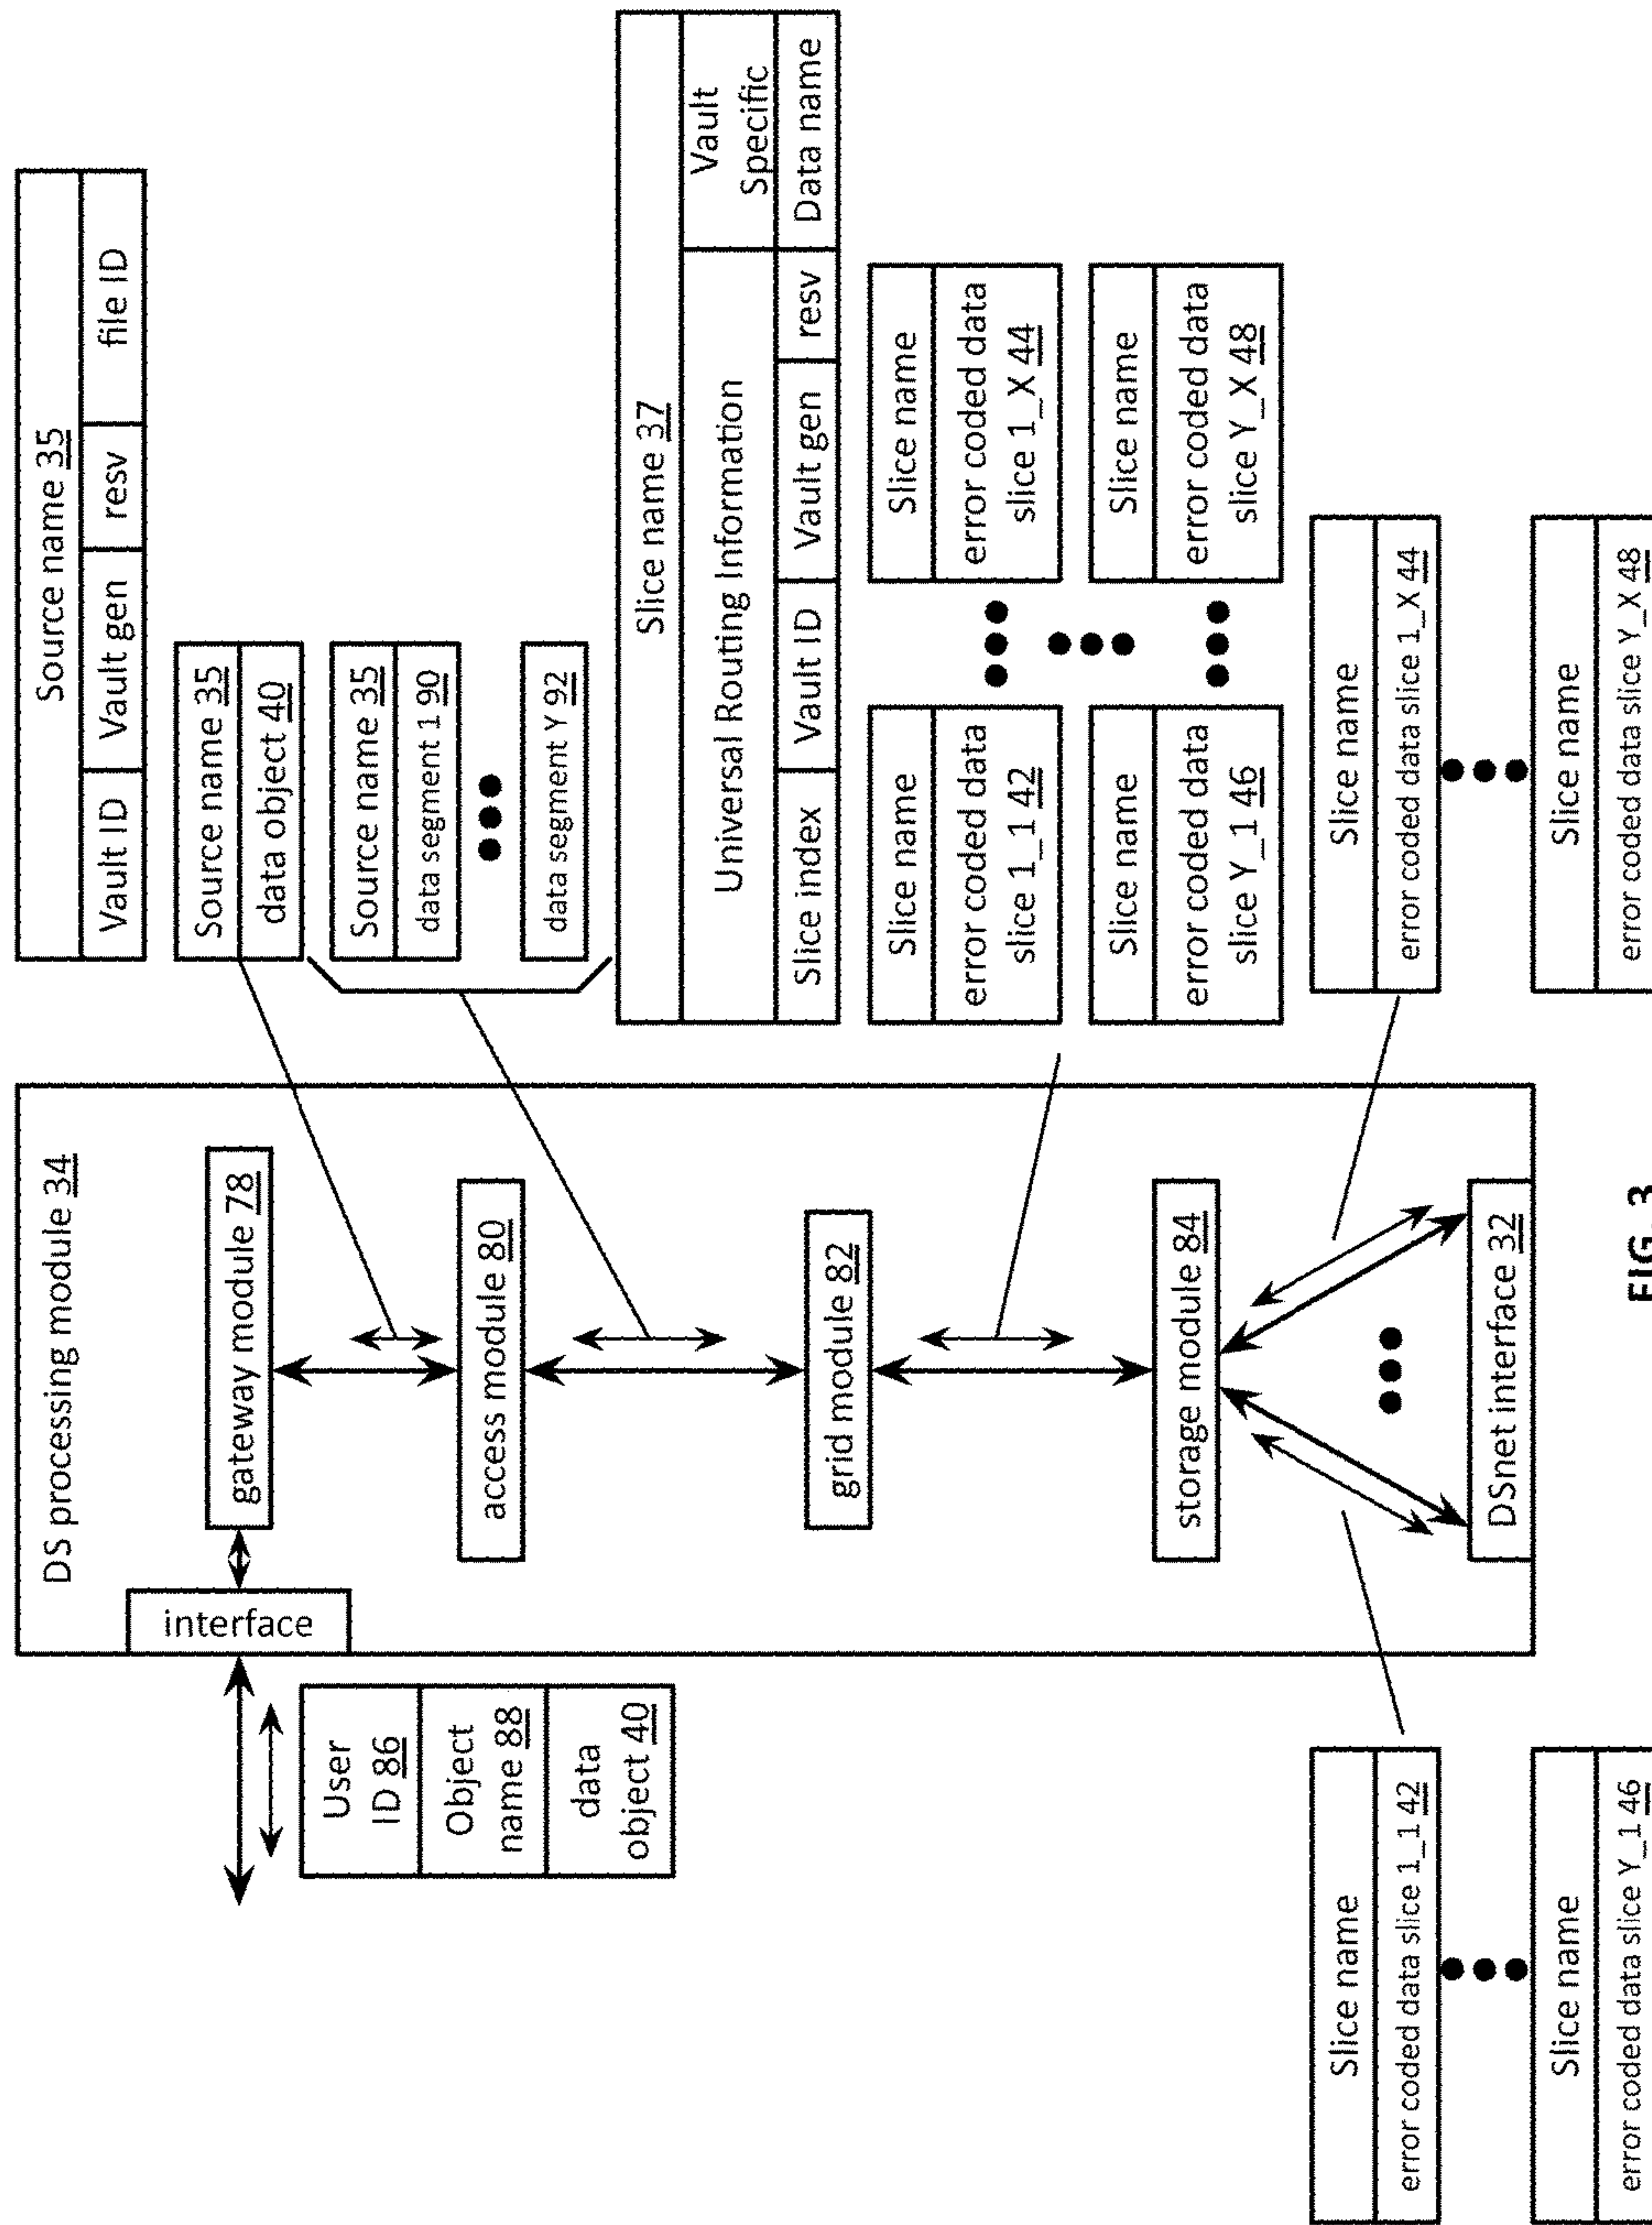 DS processing module 34
interface
gateway module 78
access module 80
grid module 82
storage module 84
DSnet interface 32
User
ID 86
Object
name 88
data
object 40
Source name 35
Vault ID
Vault gen
resv
file ID
Source name 35
data object 40
Source name 35
data segment 1 90
data segment Y 92
Slice name 37
Universal Routing Information
Vault
Specific
Slice index
Vault ID
Vault gen
resv
Data name
Slice name
error coded data
slice 1_1 42
Slice name
error coded data
slice 1_X 44
Slice name
error coded data
slice Y_1 46
Slice name
error coded data
slice Y_X 48
Slice name
error coded data slice 1_1 42
Slice name
error coded data slice Y_1 46
Slice name
error coded data slice 1_X 44
Slice name
error coded data slice Y_X 48
FIG. 3